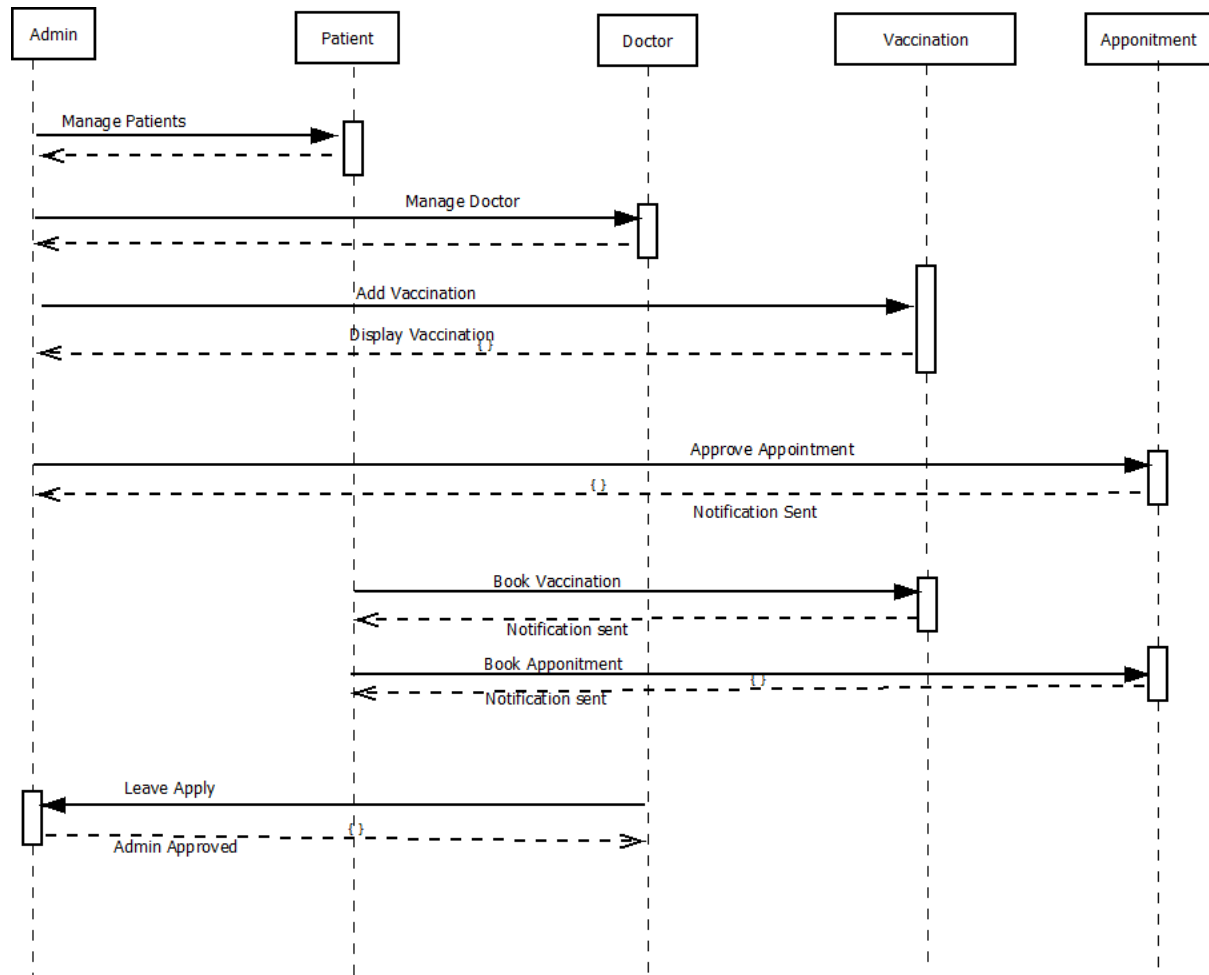 Admin
Patient
Doctor
Vaccination
Apponitment
Manage Patients
Manage Doctor
Add Vaccination
Display Vaccination
{ }
Approve Appointment
{ }
Notification Sent
Book Vaccination
Notification sent
Book Apponitment
{ }
Notification sent
Leave Apply
{ }
Admin Approved